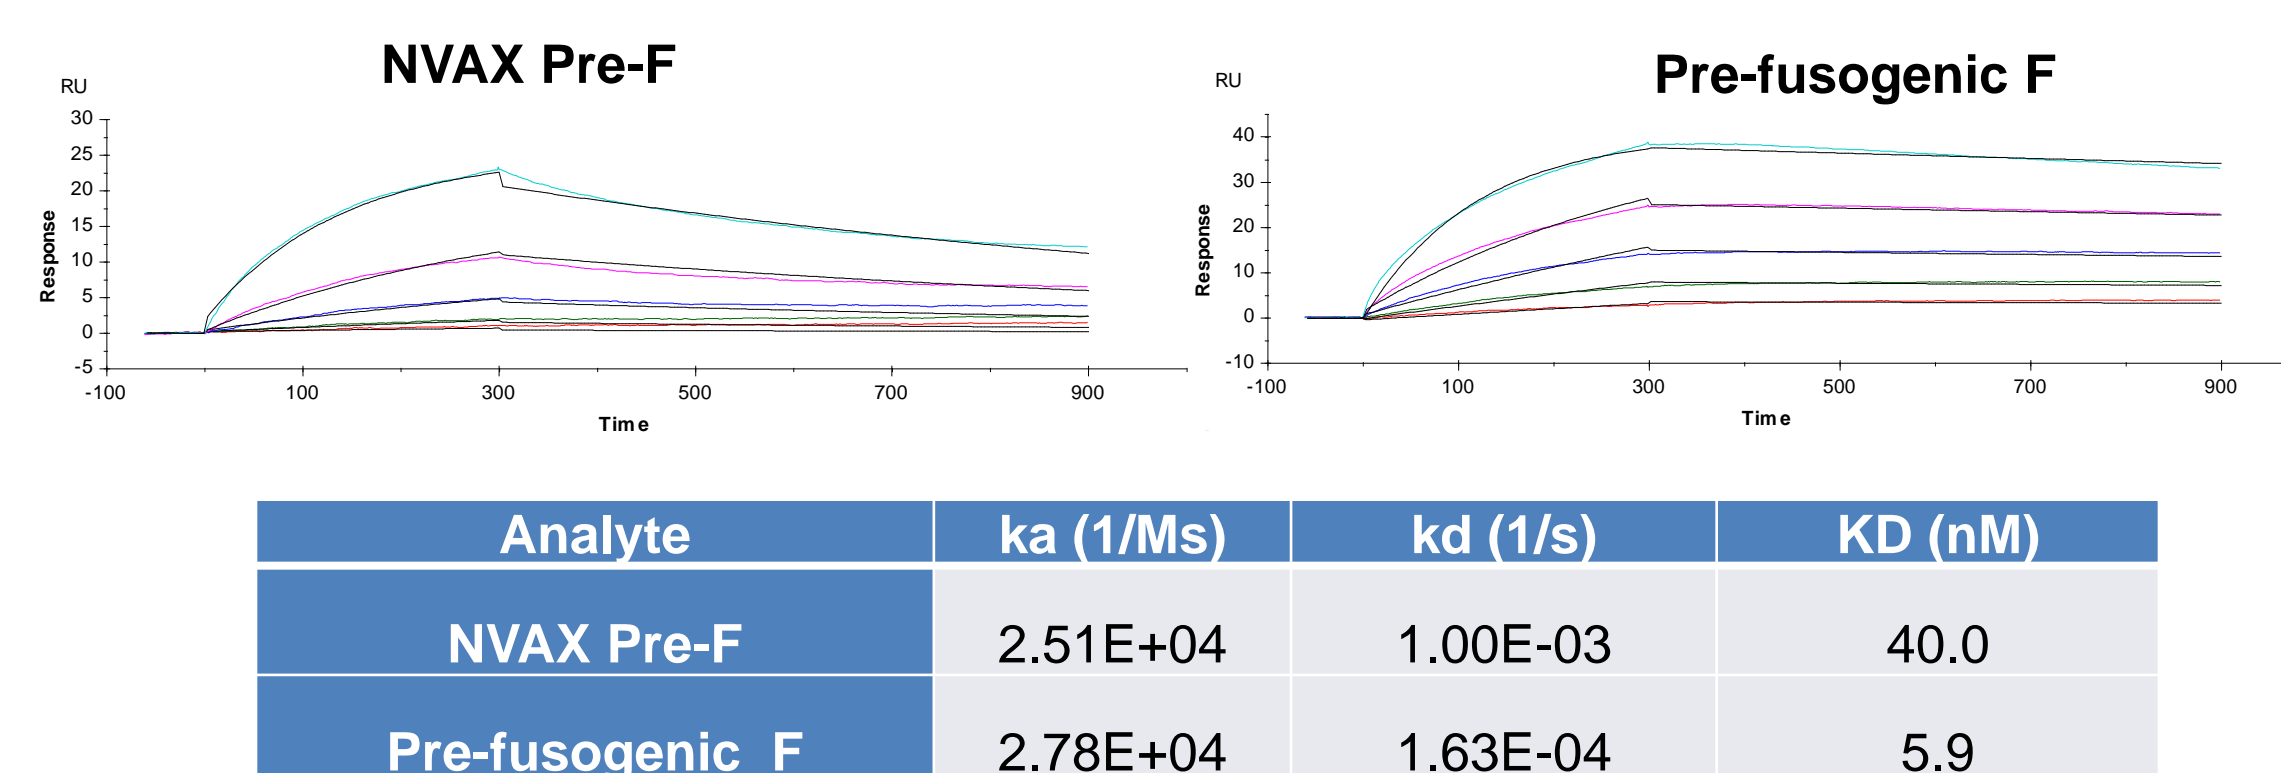 NVAX Pre-F
RU
30
25
20
15
10
5
0
-5
-100 100 300 500 700 900
Response
Time
Pre-fusogenic F
RU
40
30
20
10
0
-10
-100 100 300 500 700 900
Response
Time
Analyte ka (1/Ms) kd (1/s) KD (nM)
NVAX Pre-F 2.51E+04 1.00E-03 40.0
Pre-fusogenic F 2.78E+04 1.63E-04 5.9